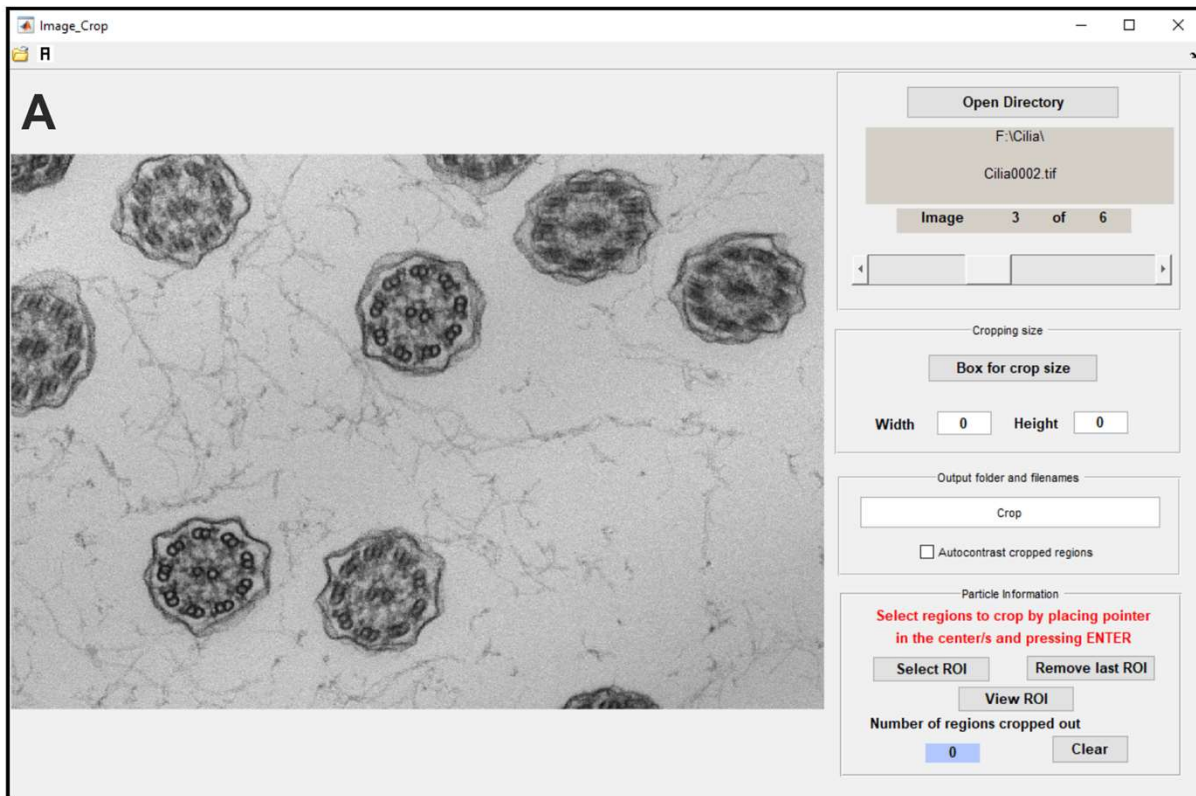 Image_Crop
A
Open Directory
F:\Cilia\
Cilia0002.tif
Image 3 of 6
Cropping size
Box for crop size
Width 0 Height 0
Output folder and filenames
Crop
Autocontrast cropped regions
Particle Information
Select regions to crop by placing pointer
in the center/s and pressing ENTER
Select ROI Remove last ROI
View ROI
Number of regions cropped out
0 Clear